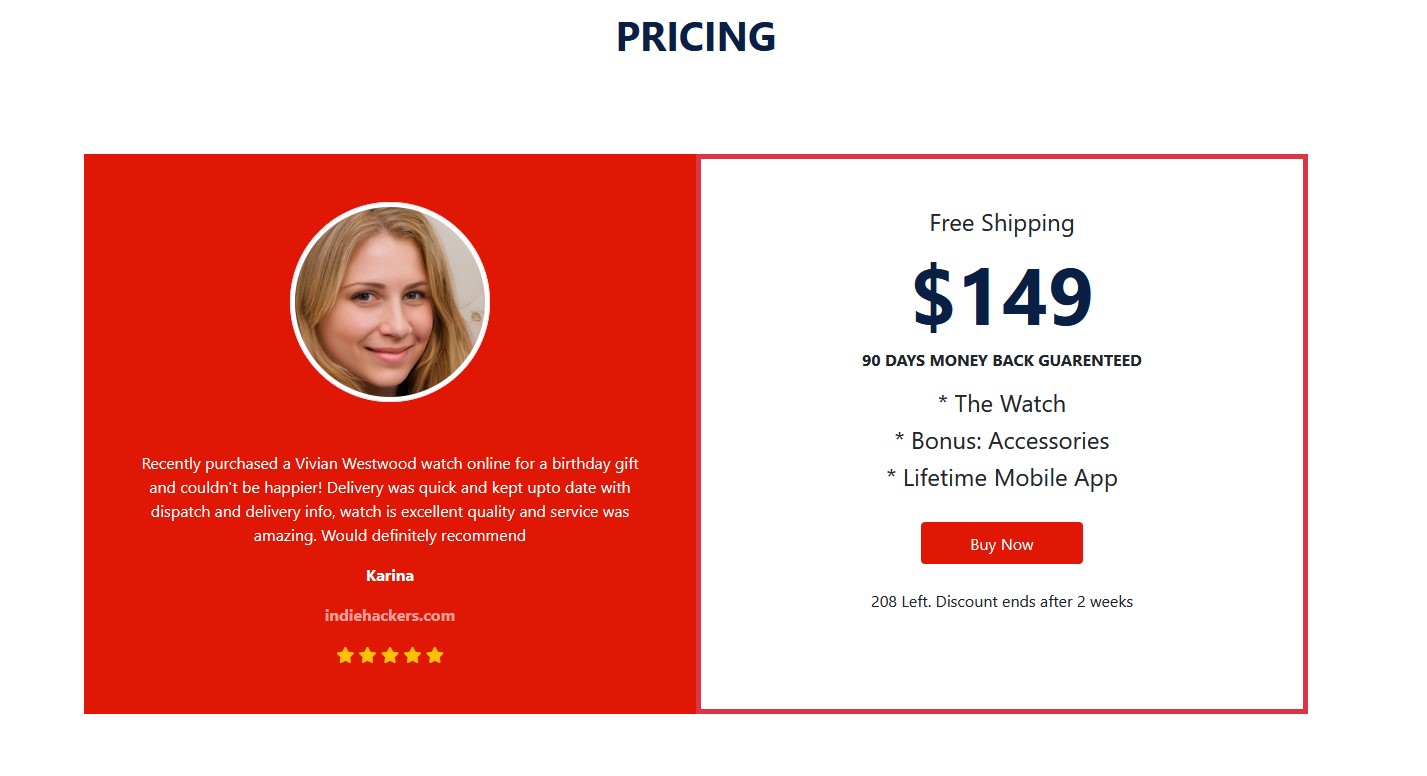 PRICING
Recently purchased a Vivian Westwood watch online for a birthday gift
and couldn't be happier! Delivery was quick and kept upto date with
dispatch and delivery info, watch is excellent quality and service was
amazing. Would definitely recommend
Karina
indiehackers.com
Free Shipping
$149
90 DAYS MONEY BACK GUARENTEED
* The Watch
* Bonus: Accessories
* Lifetime Mobile App
Buy Now
208 Left. Discount ends after 2 weeks